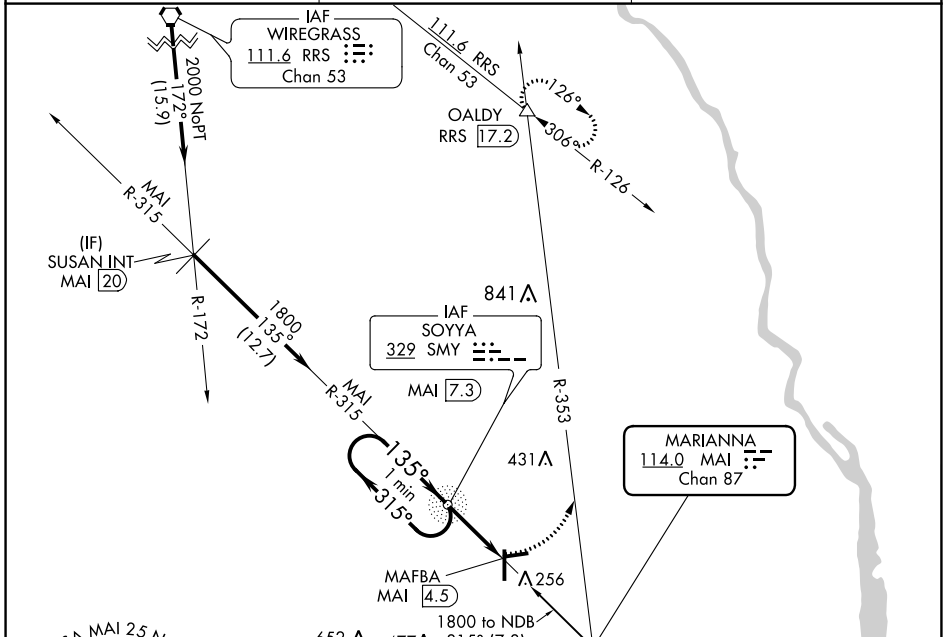 IAF
WIREGRASS
111.6 RRS
Chan 53
111.6 RRS
Chan 53
2000 NoPT
172°
(15.9)
OALDY
RRS 17.2
126°
306°
R-126
MAI
R-315
(IF)
SUSAN INT
MAI 20
R-172
1800
135°
(12.7)
841
IAF
SOYYA
329 SMY
MAI 7.3
MAI
R-315
R-353
135°
1 min
315°
431
MARIANNA
114.0 MAI
Chan 87
MAFBA
MAI 4.5
256
1800 to NDB
MAI 25 N